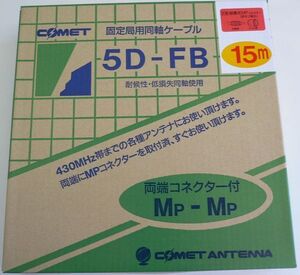 COMET
固定局用同軸ケーブル
5D-FB
15m
耐候性・低損失同軸使用
430MHz帯までの各種アンテナにお使い頂けます。
両端にMPコネクターを取付済、すぐお使い頂けます。
両端コネクター付
MP-MP
COMET ANTENNA